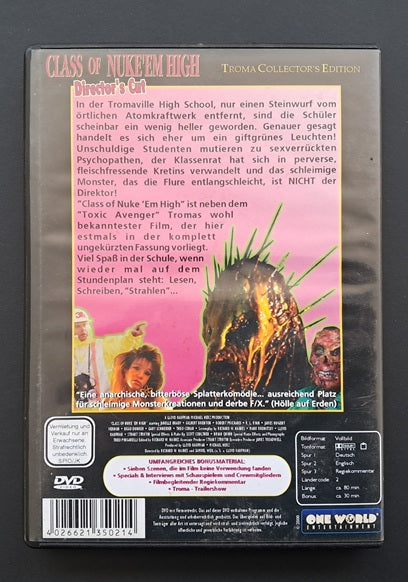 CLASS OF NUKE'EM HIGH
TROMA COLLECTOR'S EDITION
Director's Cut
In der Tromaville High School, nur einen Steinwurf vom
örtlichen Atomkraftwerk entfernt, sind die Schüler
scheinbar ein wenig heller geworden. Genauer gesagt
handelt es sich eher um ein giftgrünes Leuchten!
Unschuldige Studenten mutieren zu sexverrückten
Psychopathen, der Klassenrat hat sich in perverse,
fleischfressende Kretins verwandelt und das schleimige
Monster, das die Flure entlangschleicht, ist NICHT der
Direktor!
"Class of Nuke 'Em High" ist neben dem
"Toxic Avenger" Tromas wohl
bekanntester Film, der hier
estmals in der komplett
ungekürzten Fassung vorliegt.
Viel Spaß in der Schule, wenn
wieder mal auf dem
Stundenplan steht: Lesen,
Schreiben, "Strahlen"...
"Eine anarchische, bitterböse Splatterkomödie... ausreichend Platz
für schleimige Monsterkreationen und derbe F/X." (Hölle auf Erden)
Vermietung und
Verkauf nur an
Erwachsene.
Strafrechtlich
unbedenklich
SPIO/JK
DVD
UMFANGREICHES BONUSMATERIAL:
• Sieben Szenen, die im Film keine Verwendung fanden
• Specials & Interviews mit Schauspielern und Crewmitgliedern
• Filmbegleitender Regiekommentar
• Troma - Trailershow
Bildformat: Vollbild
Ton:
Spur 1 Deutsch
Spur 2 Englisch
Spur 3 Regiekommentar
Ländercode 2
Länge: ca. 80 min
Bonus: ca. 30 min.
4 026621 350214
ONE WORLD
ENTERTAINMENT